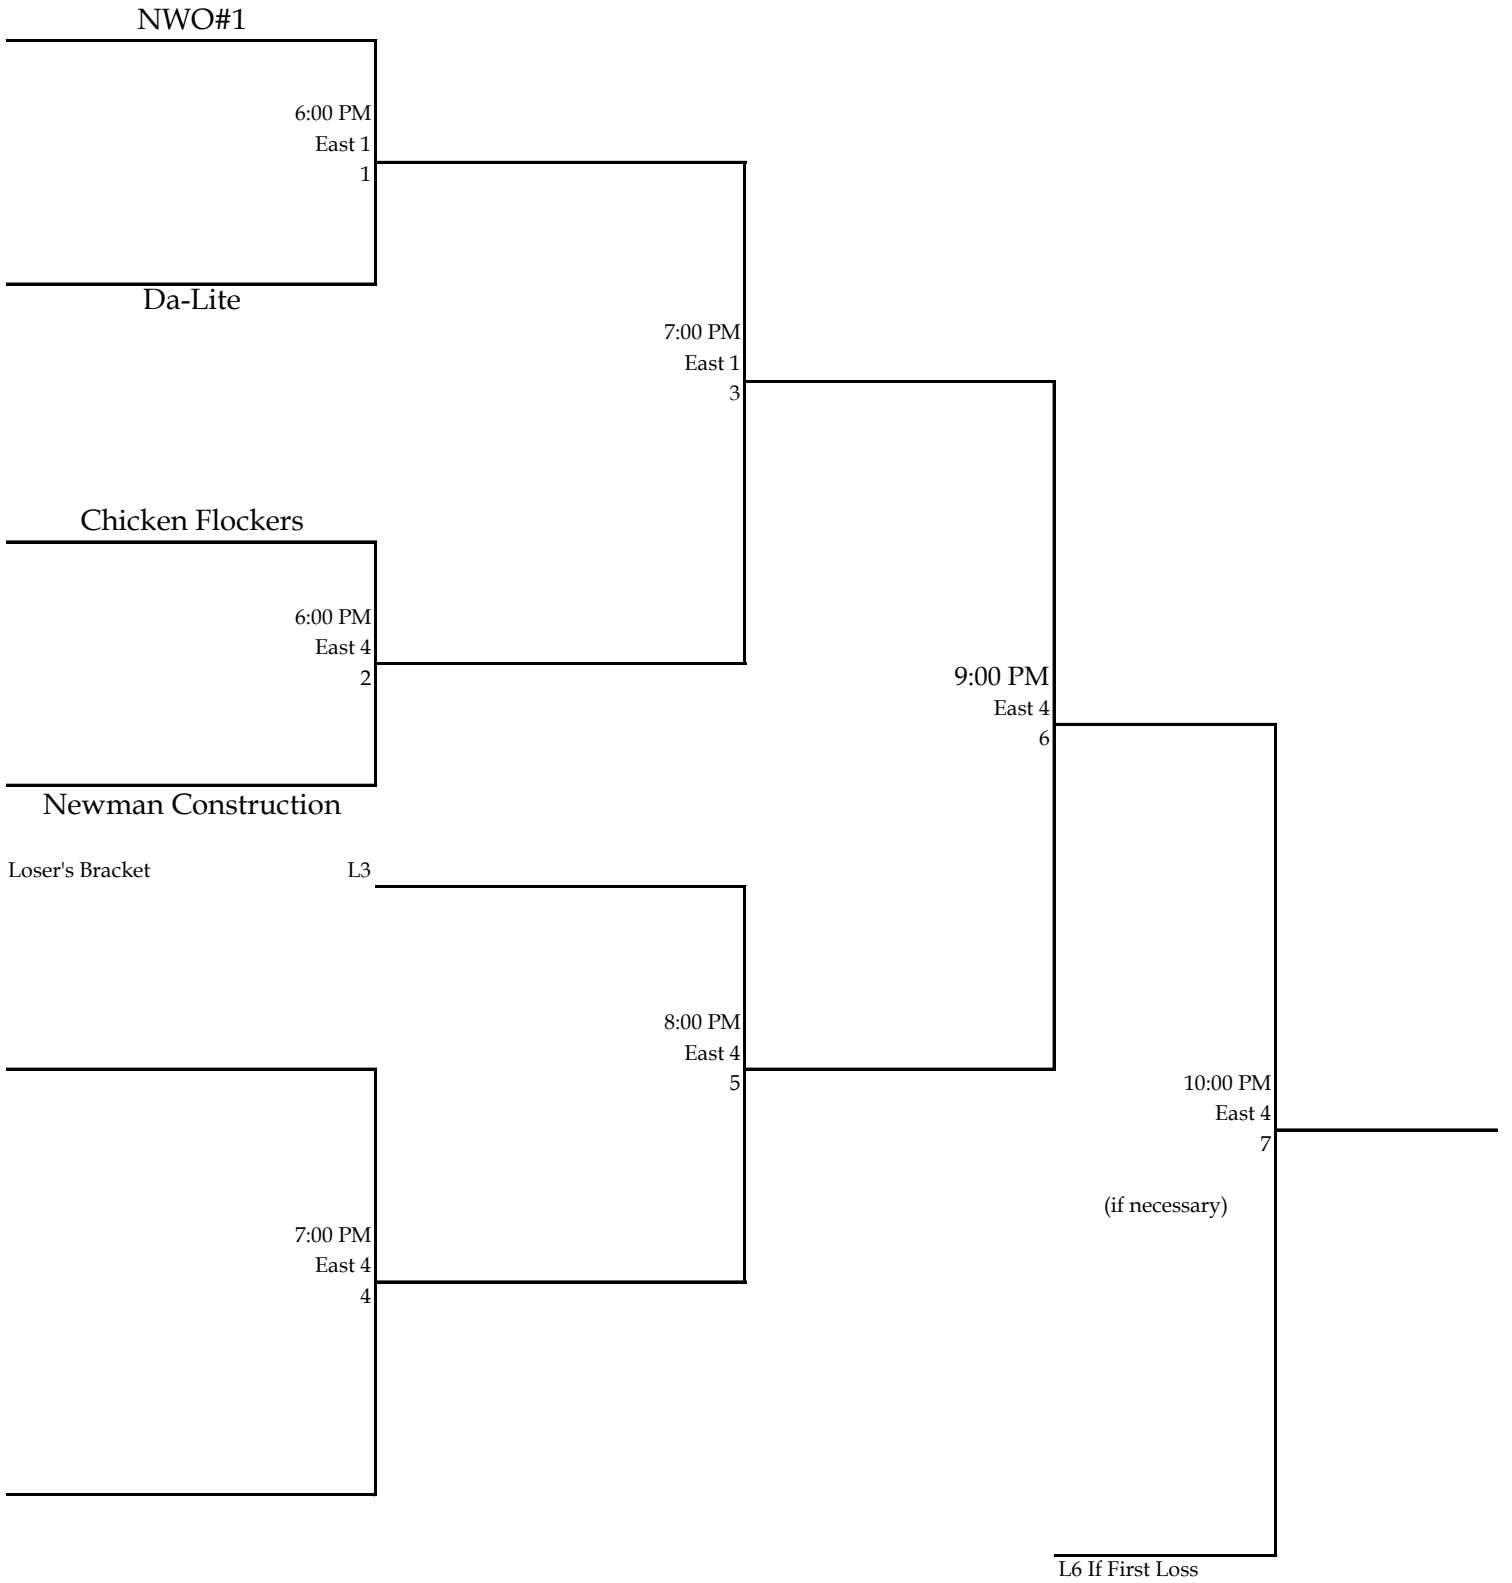 NWO#1
6:00 PM
East 1
1
Da-Lite
7:00 PM
East 1
3
Chicken Flockers
6:00 PM
East 4
2
9:00 PM
East 4
6
Newman Construction
Loser's Bracket
L3
8:00 PM
East 4
5
10:00 PM
East 4
7
(if necessary)
7:00 PM
East 4
4
L6 If First Loss